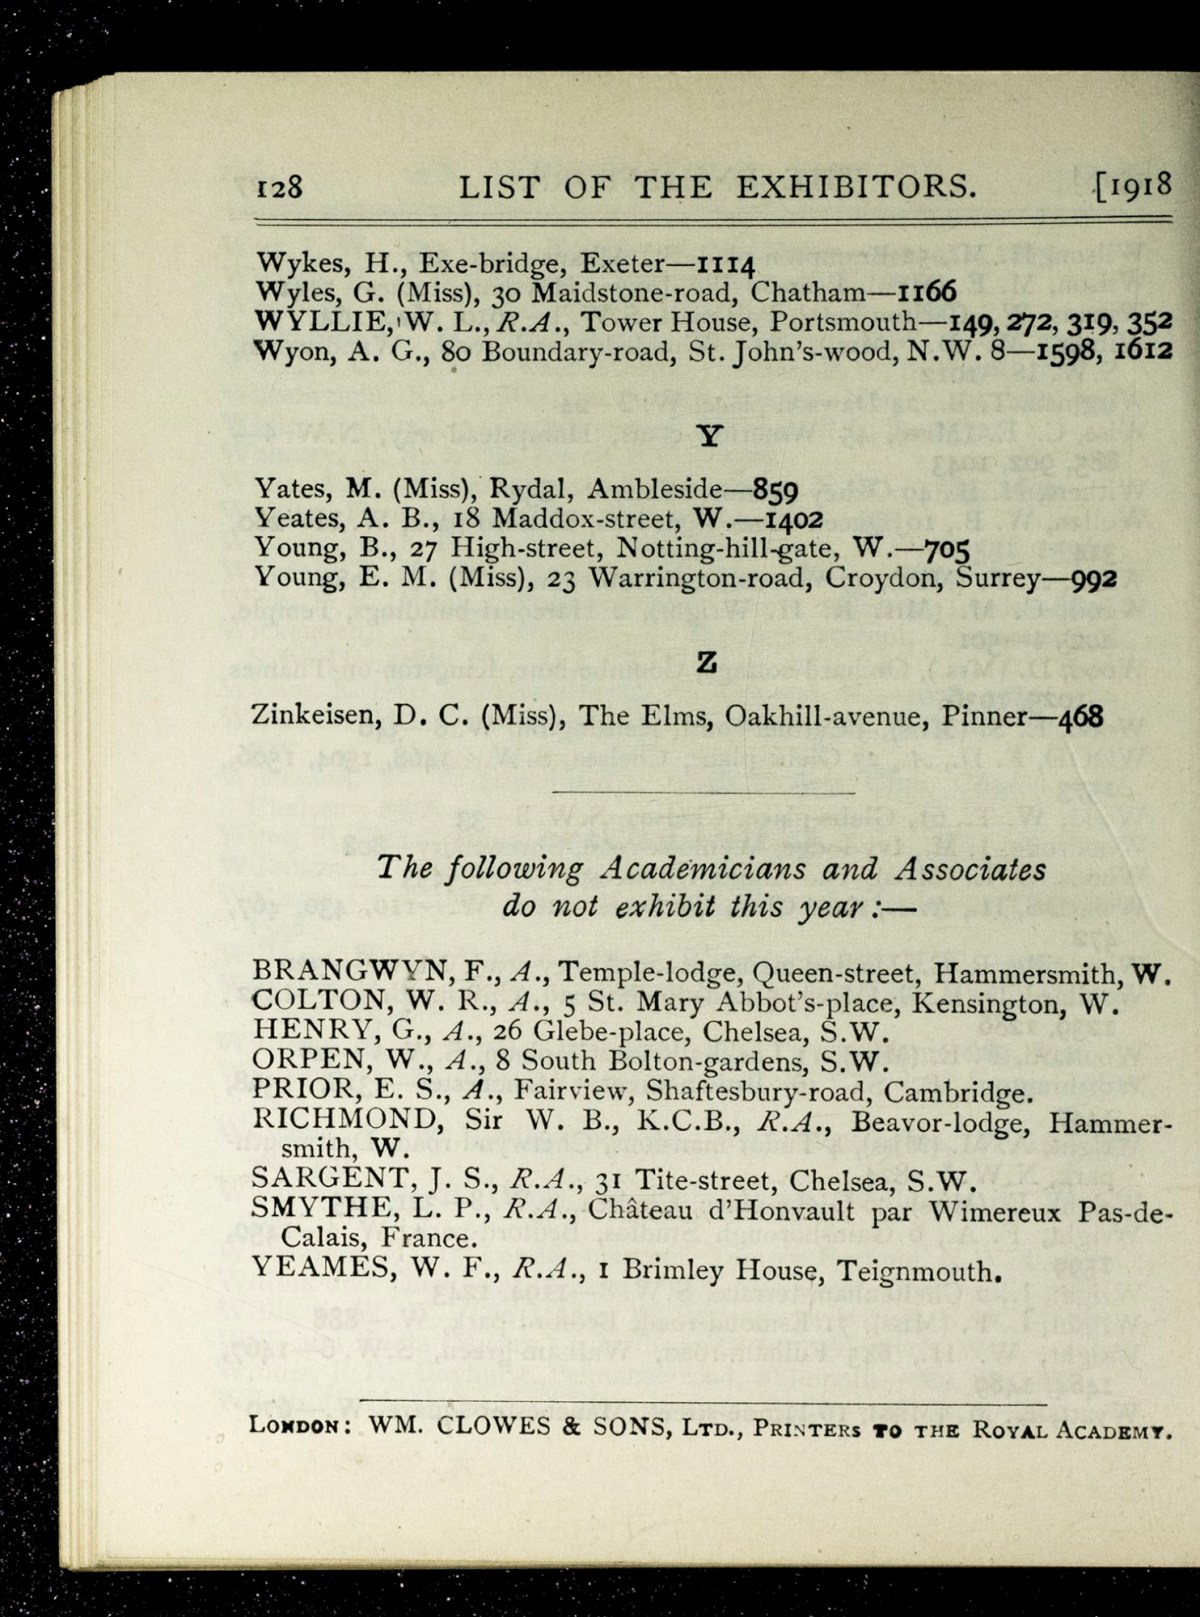 128 LIST OF THE EXHIBITORS. [1918
Wykes, H., Exe-bridge, Exeter—1114
Wyles, G. (Miss), 30 Maidstone-road, Chatham—1166
WYLLIE, W. L., R.A., Tower House, Portsmouth—149, 272, 319, 352
Wyon, A. G., 80 Boundary-road, St. John's-wood, N.W. 8—1598, 1612
Y
Yates, M. (Miss), Rydal, Ambleside—859
Yeates, A. B., 18 Maddox-street, W.—1402
Young, B., 27 High-street, Notting-hill-gate, W.—705
Young, E. M. (Miss), 23 Warrington-road, Croydon, Surrey—992
Z
Zinkeisen, D. C. (Miss), The Elms, Oakhill-avenue, Pinner—468
The following Academicians and Associates
do not exhibit this year:—
BRANGWYN, F., A., Temple-lodge, Queen-street, Hammersmith, W.
COLTON, W. R., A., 5 St. Mary Abbot's-place, Kensington, W.
HENRY, G., A., 26 Glebe-place, Chelsea, S.W.
ORPEN, W., A., 8 South Bolton-gardens, S.W.
PRIOR, E. S., A., Fairview, Shaftesbury-road, Cambridge.
RICHMOND, Sir W. B., K.C.B., R.A., Beavor-lodge, Hammer-
smith, W.
SARGENT, J. S., R.A., 31 Tite-street, Chelsea, S.W.
SMYTHE, L. P., R.A., Château d'Honvault par Wimereux Pas-de-
Calais, France.
YEAMES, W. F., R.A., 1 Brimley House, Teignmouth.
LONDON: WM. CLOWES & SONS, LTD., PRINTERS TO THE ROYAL ACADEMY.